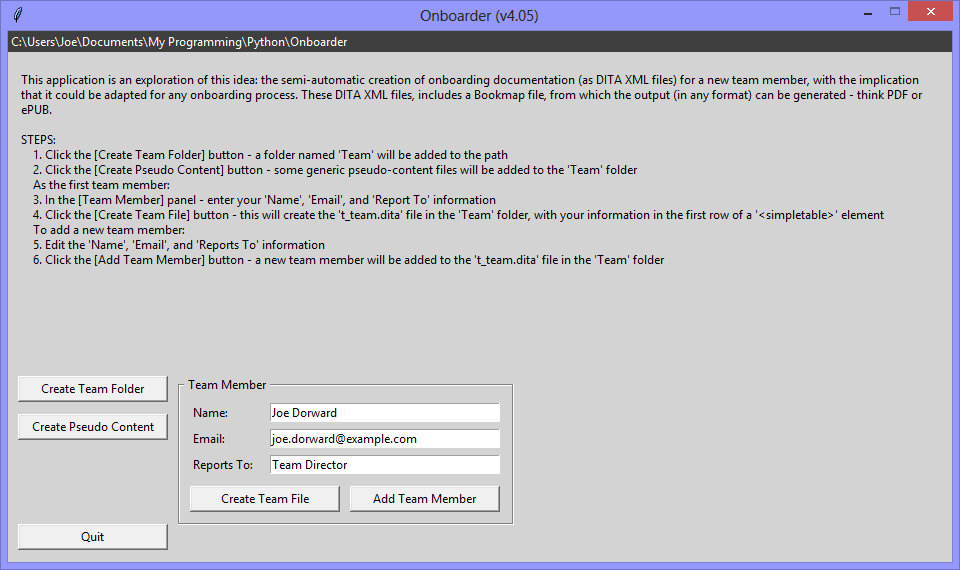 Onboarder (v4.05)
C:\Users\Joe\Documents\My Programming\Python\Onboarder
This application is an exploration of this idea: the semi-automatic creation of onboarding documentation (as DITA XML files) for a new team member, with the implication
that it could be adapted for any onboarding process. These DITA XML files, includes a Bookmap file, from which the output (in any format) can be generated - think PDF or
ePUB.
STEPS:
1. Click the [Create Team Folder] button - a folder named 'Team' will be added to the path
2. Click the [Create Pseudo Content] button - some generic pseudo-content files will be added to the 'Team' folder
As the first team member:
3. In the [Team Member] panel - enter your 'Name', 'Email', and 'Report To' information
4. Click the [Create Team File] button - this will create the 't_team.dita' file in the 'Team' folder, with your information in the first row of a '<simpletable>' element
To add a new team member:
5. Edit the 'Name', 'Email', and 'Reports To' information
6. Click the [Add Team Member] button - a new team member will be added to the 't_team.dita' file in the 'Team' folder
Create Team Folder
Create Pseudo Content
Team Member
Name: Joe Dorward
Email: joe.dorward@example.com
Reports To: Team Director
Create Team File Add Team Member
Quit